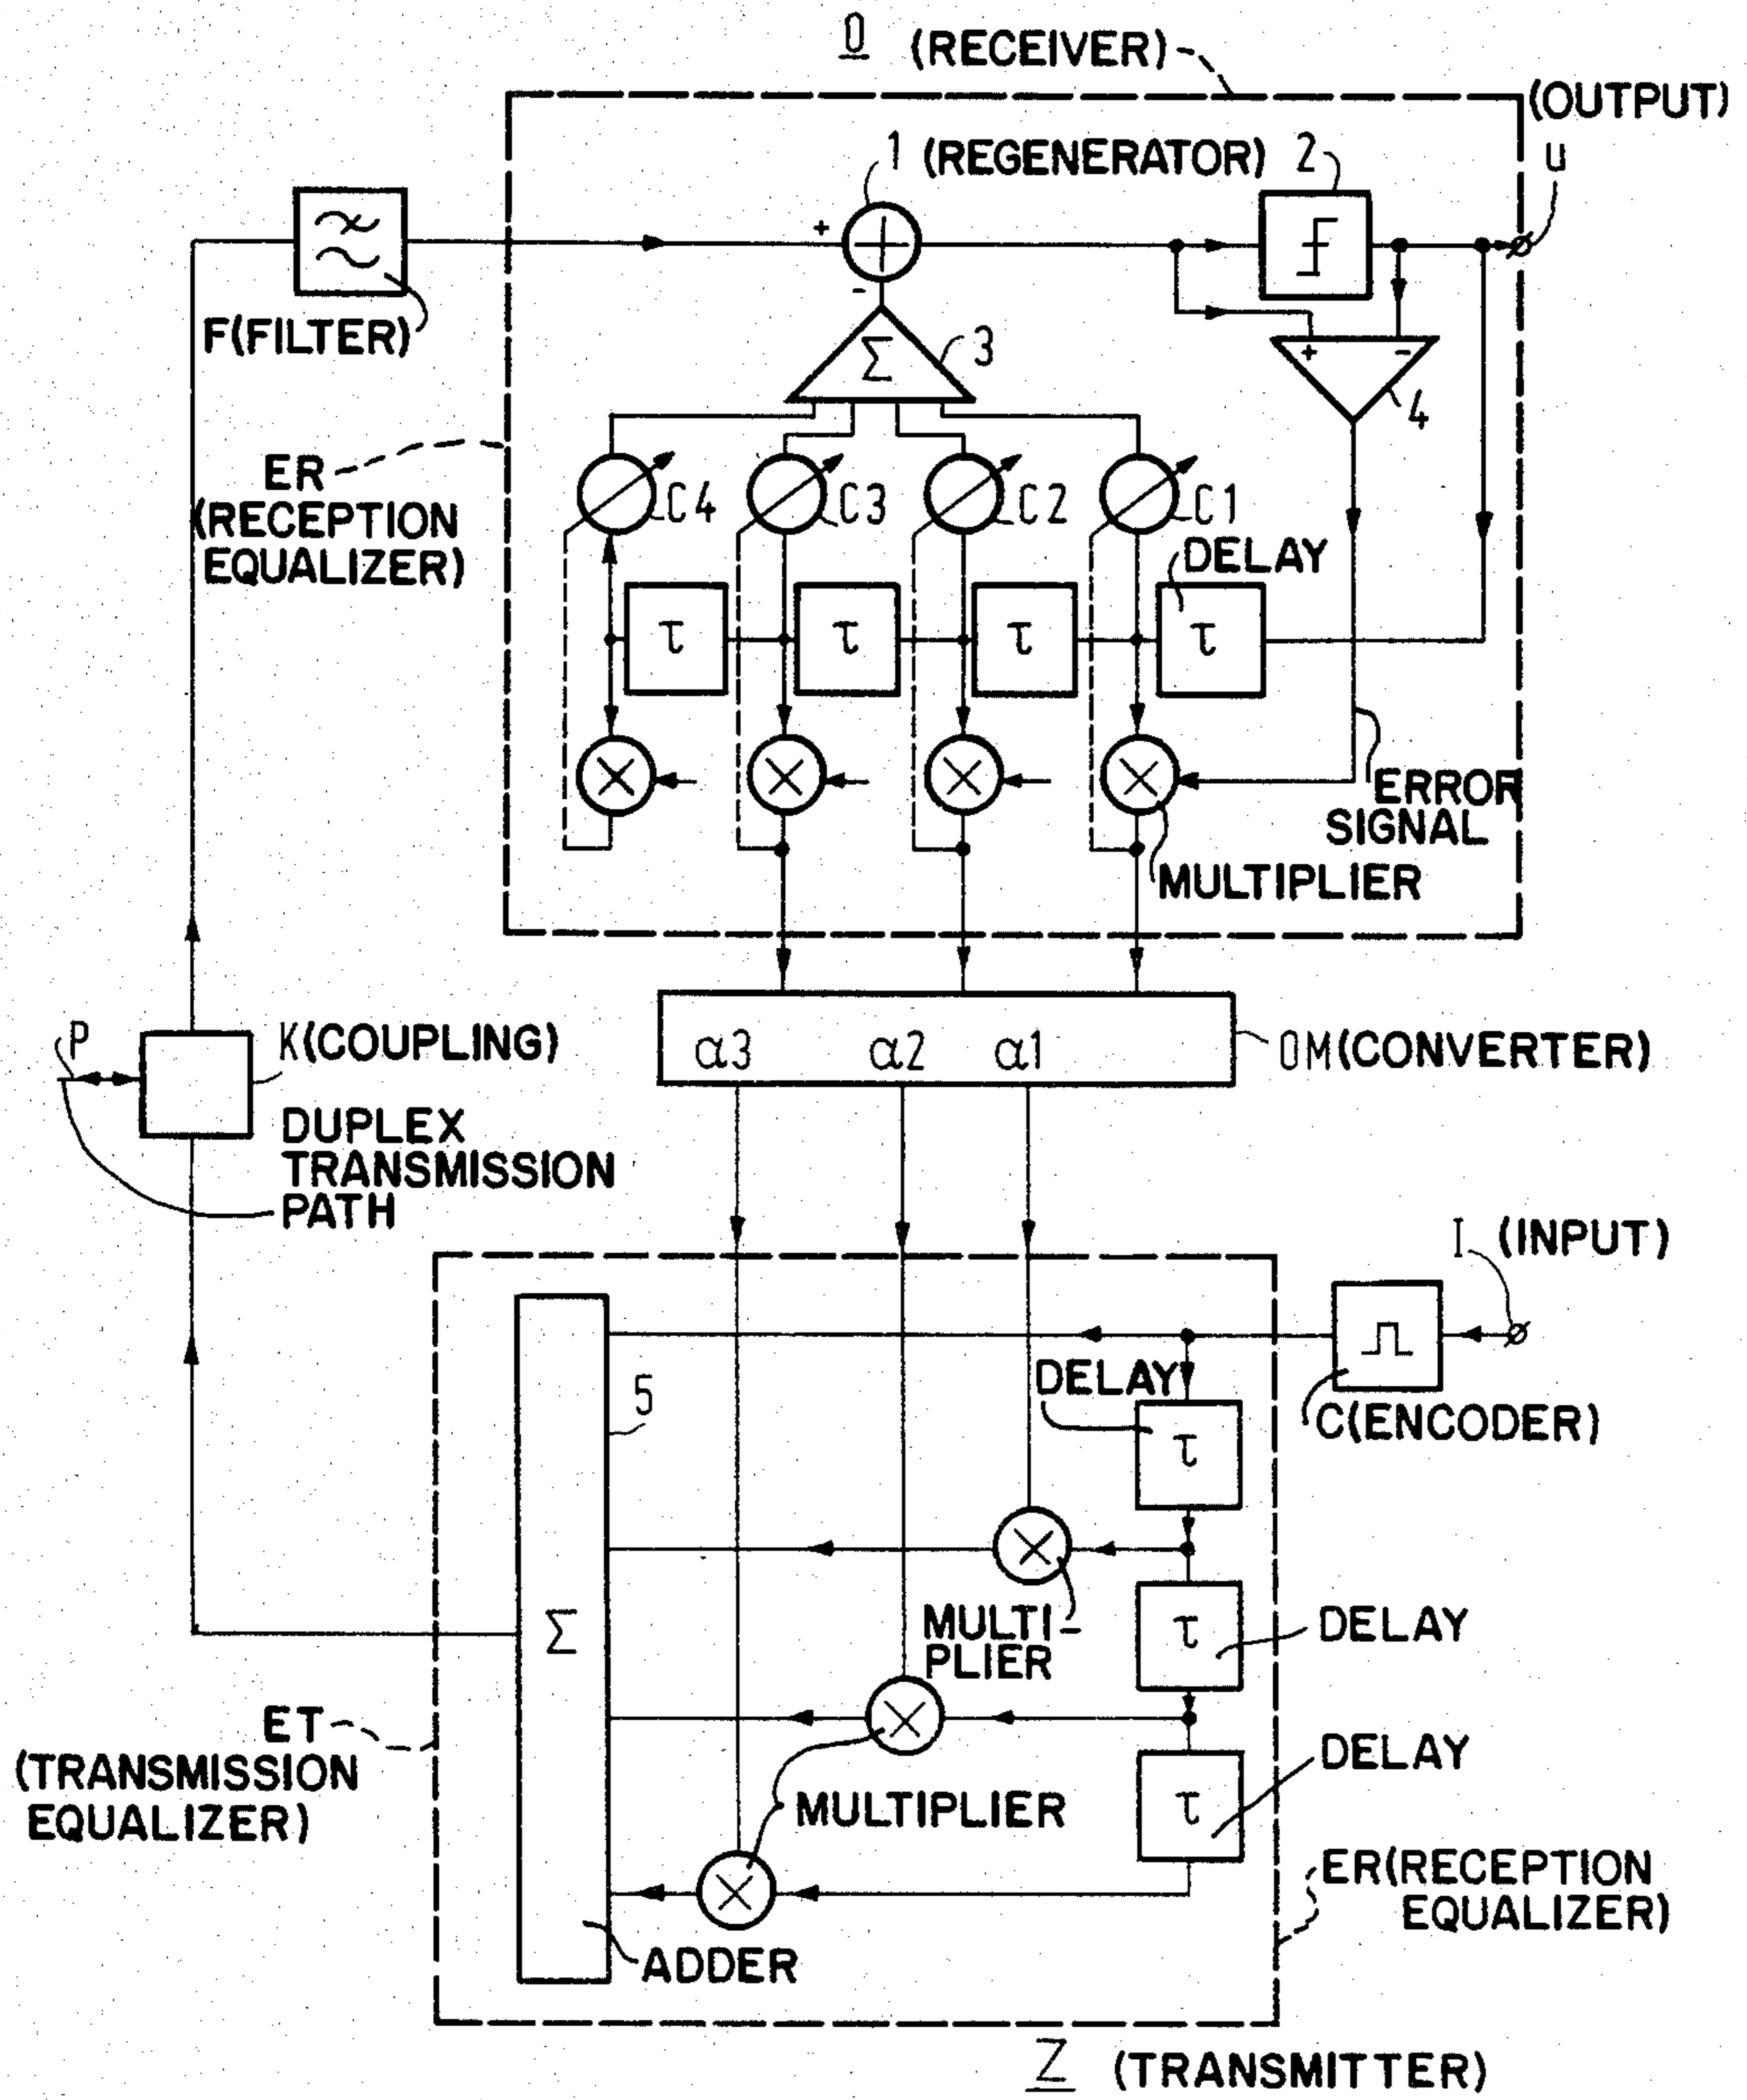 0 (RECEIVER)
(OUTPUT)
1 (REGENERATOR) 2
u
+
-
F(FILTER)
Σ 3
+ -
4
ER
(RECEPTION
EQUALIZER)
C4 C3 C2 C1
DELAY
τ τ τ τ
ERROR
SIGNAL
MULTIPLIER
P
K(COUPLING)
α3 α2 α1
OM(CONVERTER)
DUPLEX
TRANSMISSION
PATH
I (INPUT)
DELAY
5
C(ENCODER)
τ
Σ
MULTI-
PLIER
τ
DELAY
ET
(TRANSMISSION
EQUALIZER)
DELAY
MULTIPLIER
τ
ER(RECEPTION
EQUALIZER)
ADDER
Z (TRANSMITTER)